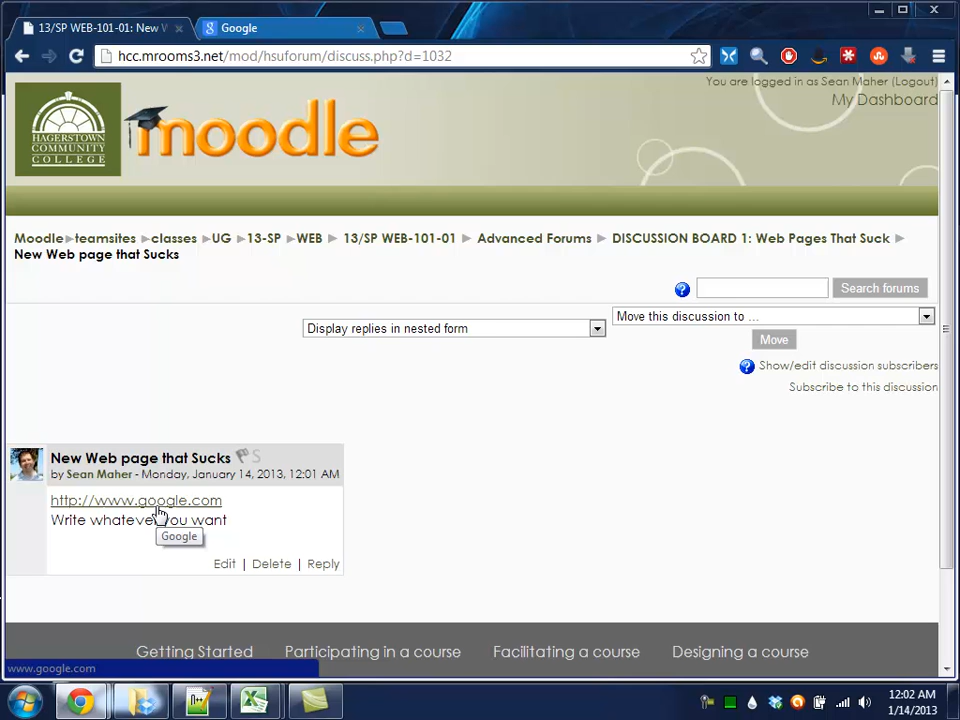 13/SP WEB-101-01: New W
Google
hcc.mrooms3.net/mod/hsuforum/discuss.php?d=1032
You are logged in as Sean Maher (Logout)
My Dashboard
HAGERSTOWN
COMMUNITY
COLLEGE
moodle
Moodle ► teamsites ► classes ► UG ► 13-SP ► WEB ► 13/SP WEB-101-01 ► Advanced Forums ► DISCUSSION BOARD 1: Web Pages That Suck ►
New Web page that Sucks
Search forums
Display replies in nested form
Move this discussion to ...
Move
Show/edit discussion subscribers
Subscribe to this discussion
New Web page that Sucks S
by Sean Maher - Monday, January 14, 2013, 12:01 AM
http://www.google.com
Write whatever you want
Google
Edit | Delete | Reply
Getting Started Participating in a course Facilitating a course Designing a course
www.google.com
12:02 AM
1/14/2013